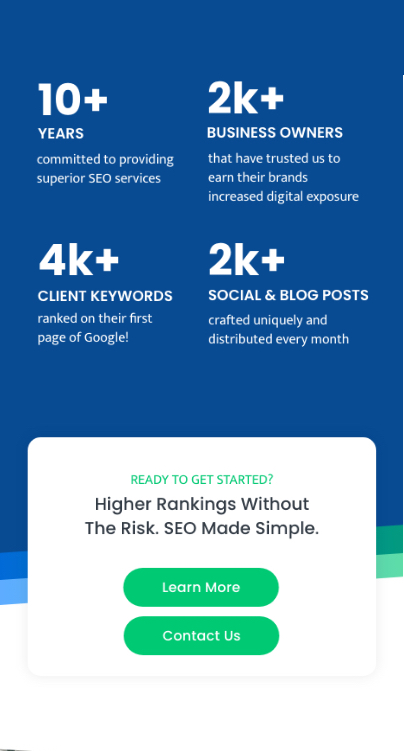 10+
YEARS
committed to providing
superior SEO services
2k+
BUSINESS OWNERS
that have trusted us to
earn their brands
increased digital exposure
4k+
CLIENT KEYWORDS
ranked on their first
page of Google!
2k+
SOCIAL & BLOG POSTS
crafted uniquely and
distributed every month
READY TO GET STARTED?
Higher Rankings Without
The Risk. SEO Made Simple.
Learn More
Contact Us